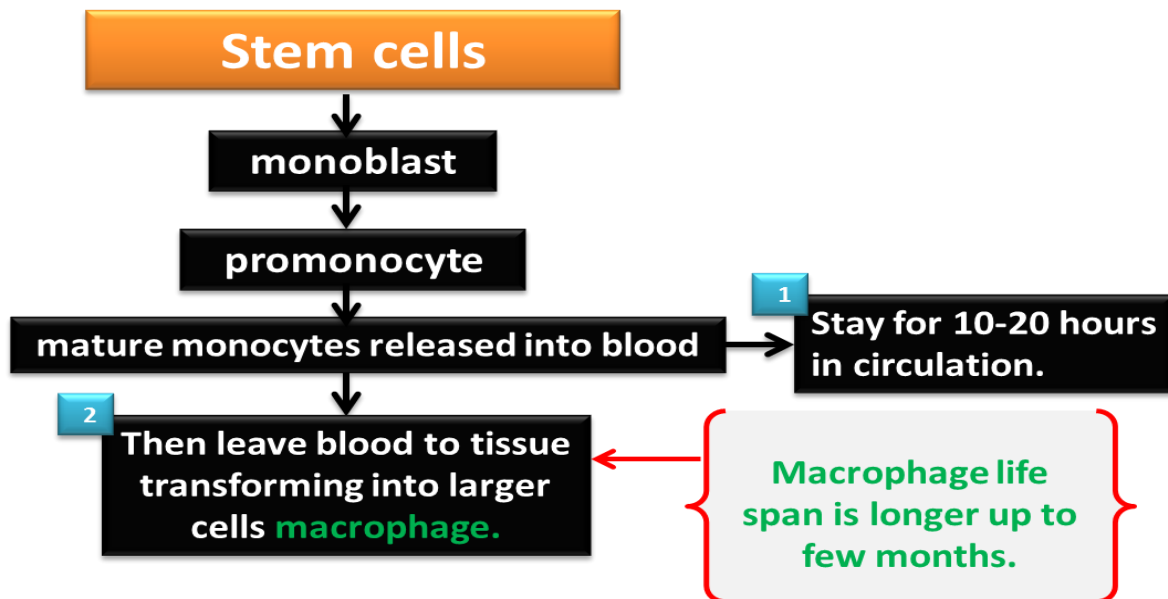 Stem cells
monoblast
promonocyte
mature monocytes released into blood
1
Stay for 10-20 hours
in circulation.
2
Then leave blood to tissue
transforming into larger
cells macrophage.
Macrophage life
span is longer up to
few months.